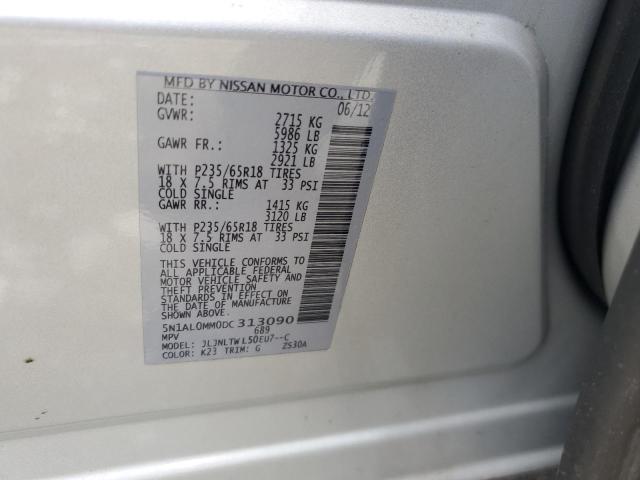 MFD BY NISSAN MOTOR CO., LTD.
DATE: 06/12
GVWR: 2715 KG
5986 LB
GAWR FR.: 1325 KG
2921 LB
WITH P235/65R18 TIRES
18 X 7.5 RIMS AT 33 PSI
COLD SINGLE
GAWR RR.: 1415 KG
3120 LB
WITH P235/65R18 TIRES
18 X 7.5 RIMS AT 33 PSI
COLD SINGLE
THIS VEHICLE CONFORMS TO
ALL APPLICABLE FEDERAL
MOTOR VEHICLE SAFETY AND
THEFT PREVENTION
STANDARDS IN EFFECT ON THE
DATE OF MANUFACTURE
5N1AL0MM0DC313090
MPV 689
MODEL: JLJNLTWL50EU7--C
COLOR: K23 TRIM: G ZS30A